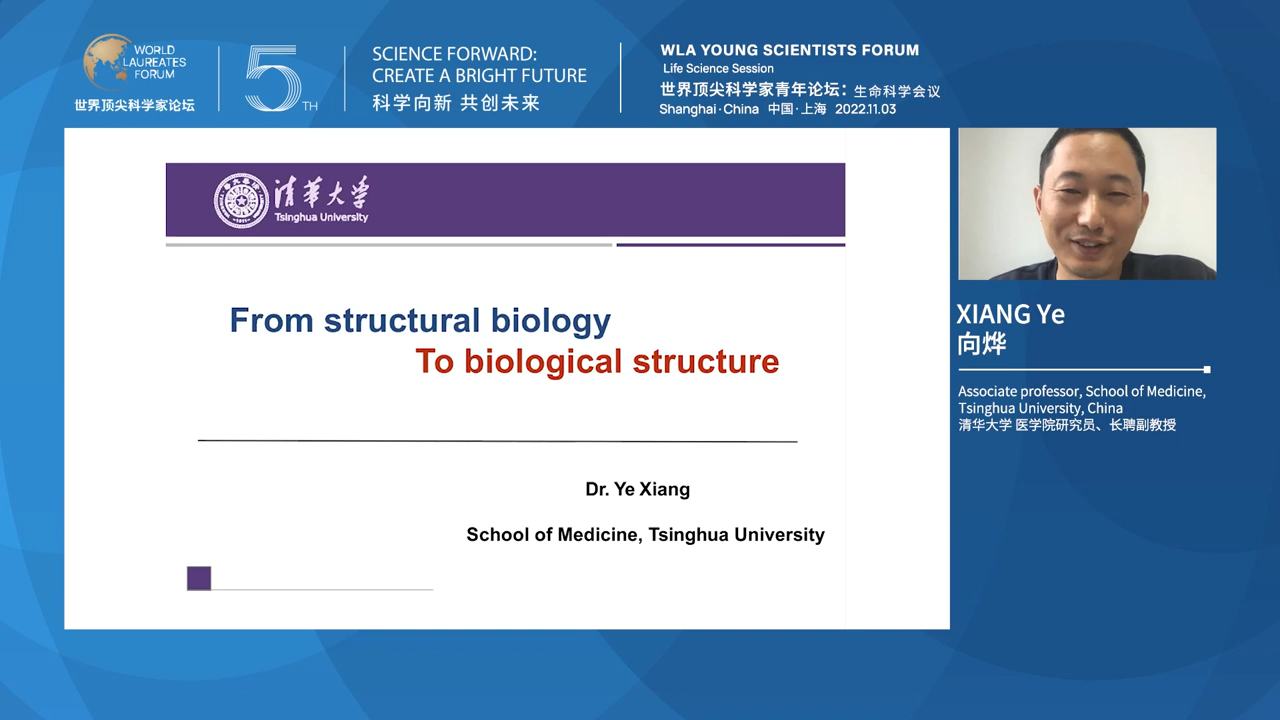 WORLD
LAUREATES
FORUM
世界顶尖科学家论坛
5TH
SCIENCE FORWARD:
CREATE A BRIGHT FUTURE
科学向新 共创未来
WLA YOUNG SCIENTISTS FORUM
Life Science Session
世界顶尖科学家青年论坛：生命科学会议
Shanghai·China 中国·上海 2022.11.03
清華大学
Tsinghua University
From structural biology
To biological structure
Dr. Ye Xiang
School of Medicine, Tsinghua University
XIANG Ye
向烨
Associate professor, School of Medicine,
Tsinghua University, China
清华大学 医学院研究员、长聘副教授